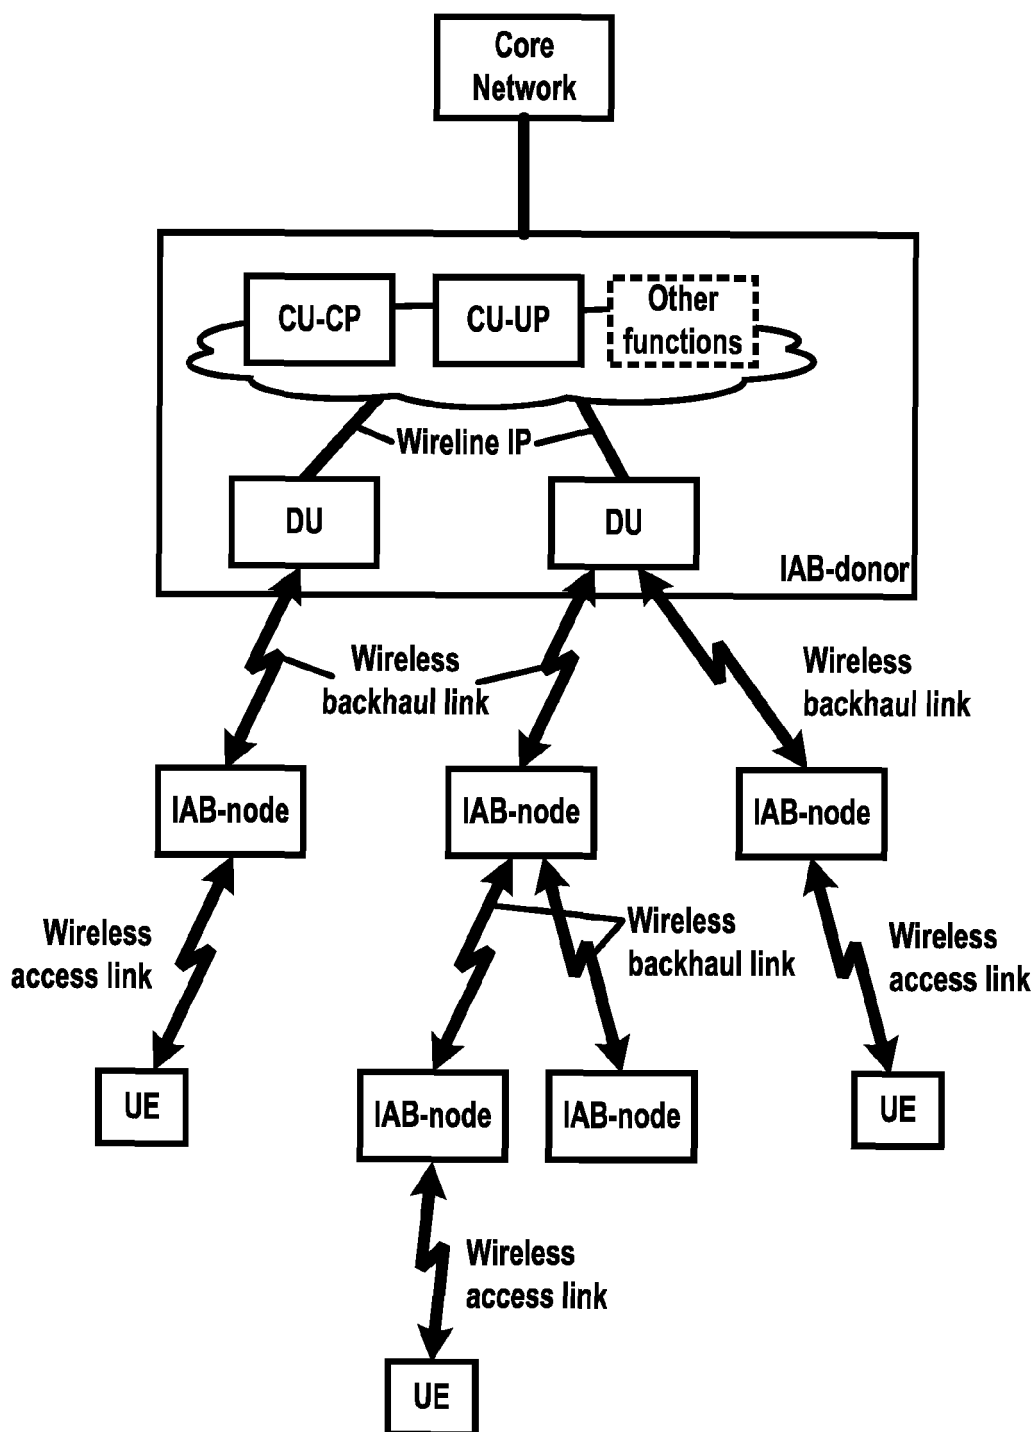 Core
Network
CU-CP
CU-UP
Other
functions
Wireline IP
DU
DU
IAB-donor
Wireless
backhaul link
Wireless
backhaul link
IAB-node
IAB-node
IAB-node
Wireless
access link
Wireless
backhaul link
Wireless
access link
UE
IAB-node
IAB-node
UE
Wireless
access link
UE